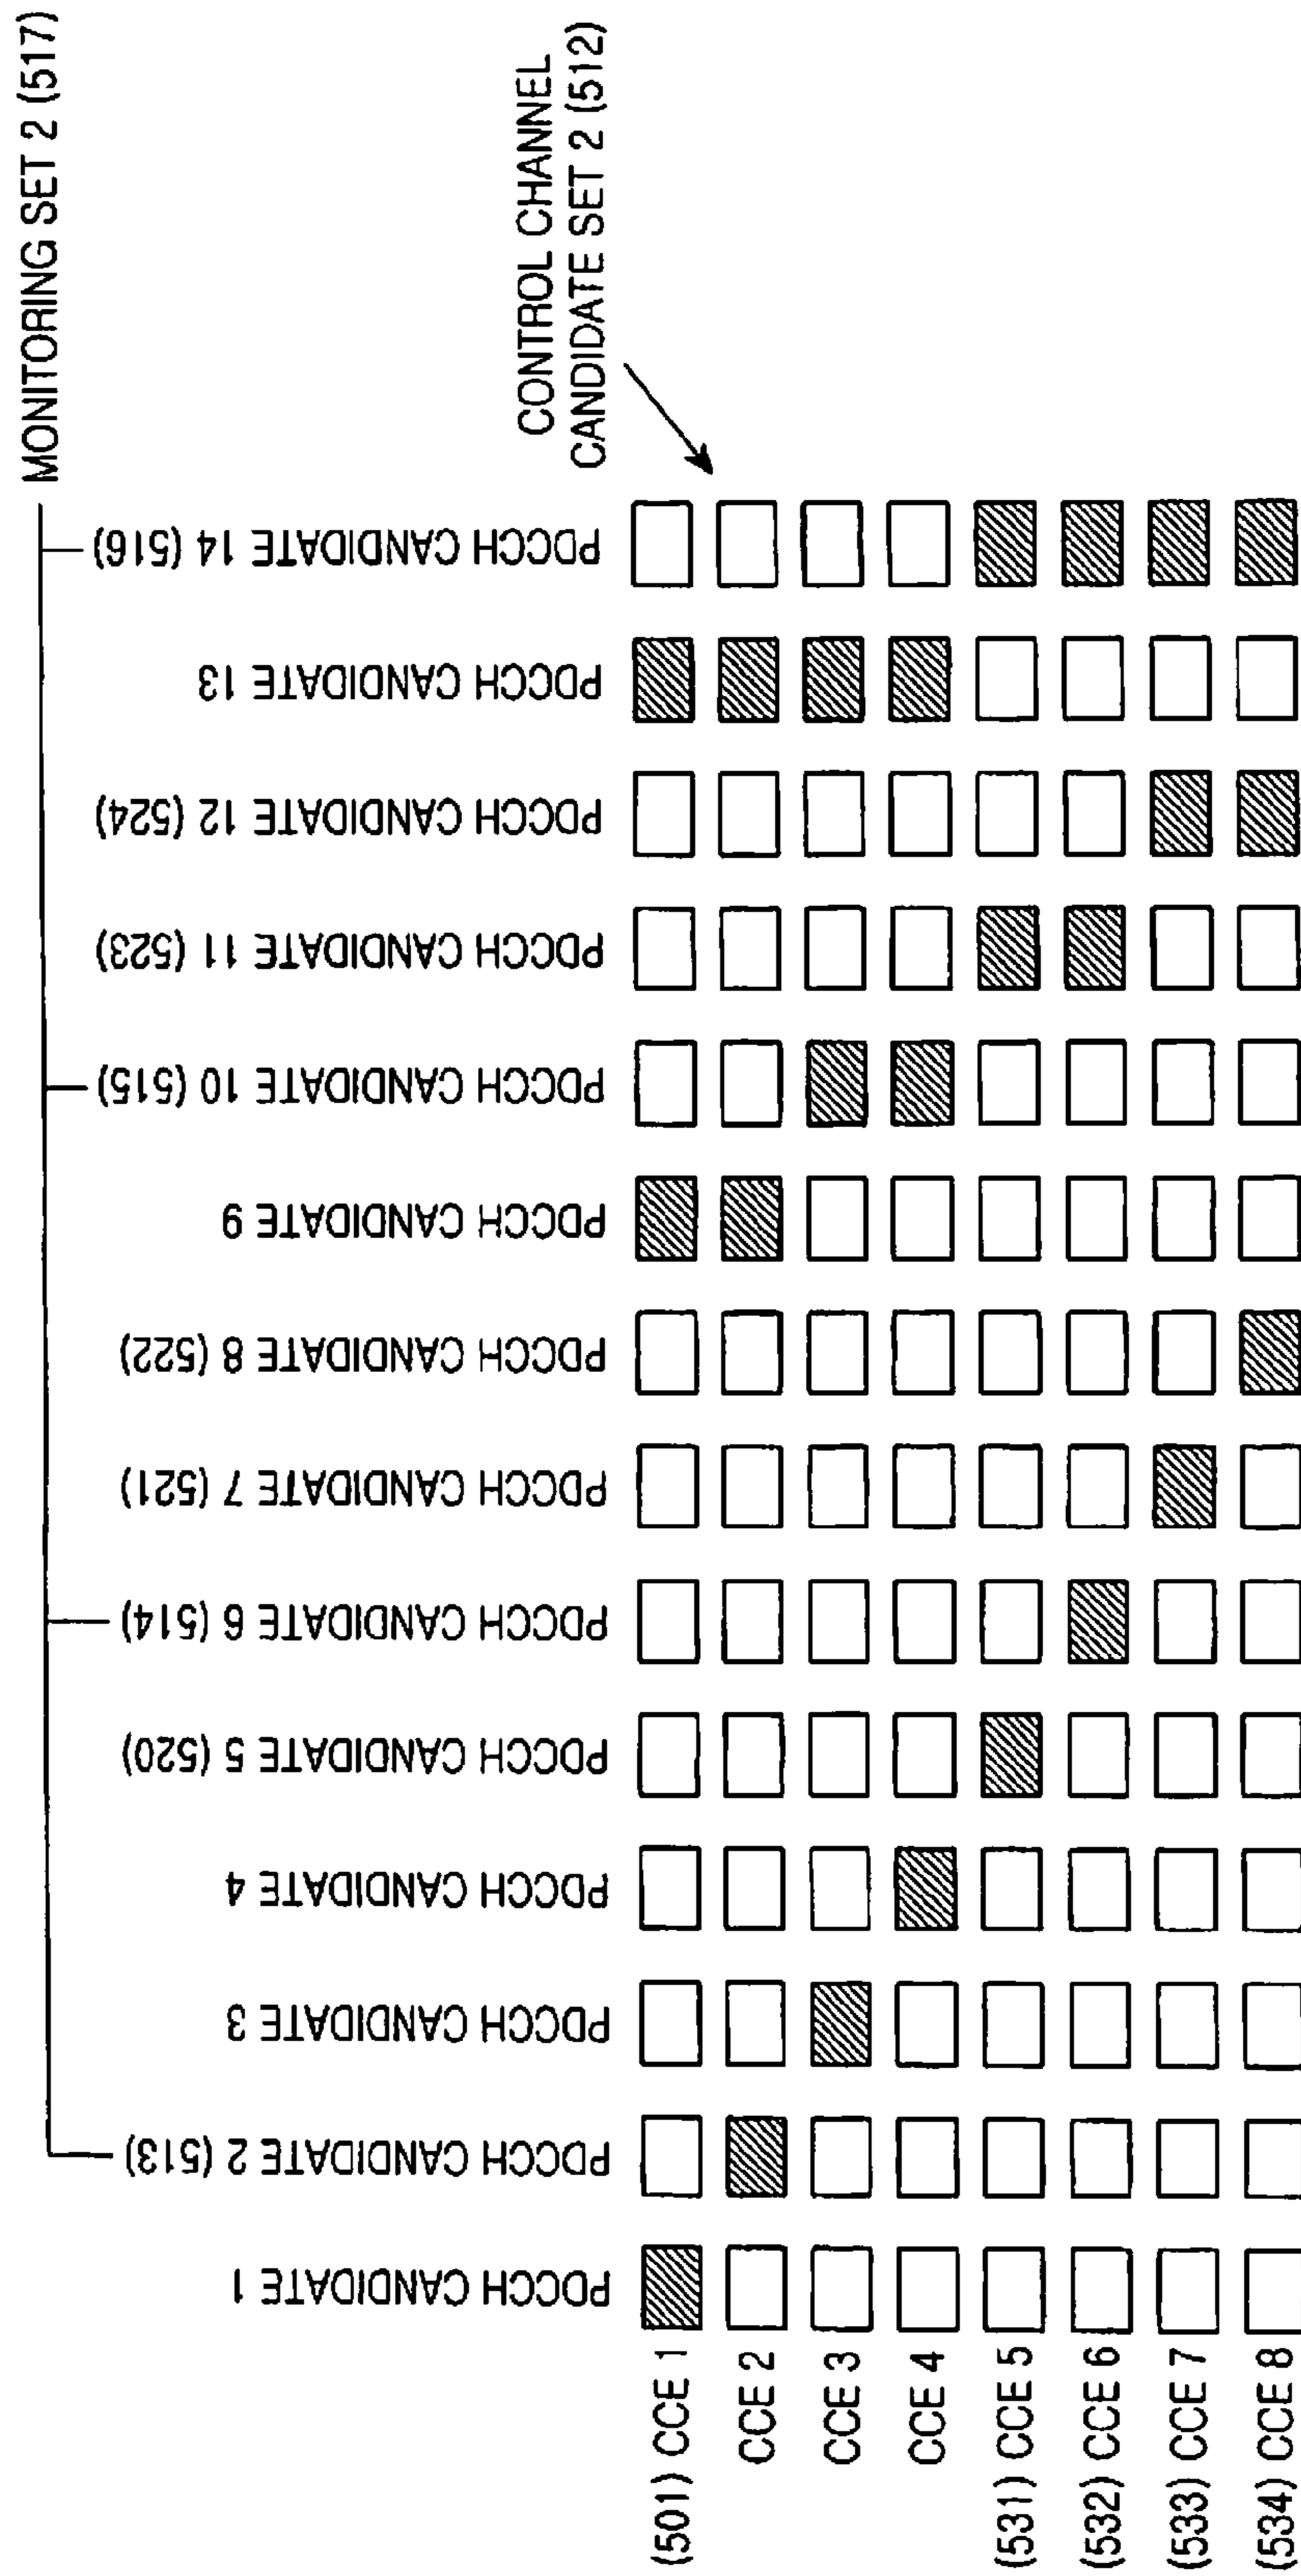 MONITORING SET 2 (517)
CONTROL CHANNEL
CANDIDATE SET 2 (512)
PDCCH CANDIDATE 1
PDCCH CANDIDATE 2 (513)
PDCCH CANDIDATE 3
PDCCH CANDIDATE 4
PDCCH CANDIDATE 5 (520)
PDCCH CANDIDATE 6 (514)
PDCCH CANDIDATE 7 (521)
PDCCH CANDIDATE 8 (522)
PDCCH CANDIDATE 9
PDCCH CANDIDATE 10 (515)
PDCCH CANDIDATE 11 (523)
PDCCH CANDIDATE 12 (524)
PDCCH CANDIDATE 13
PDCCH CANDIDATE 14 (516)
(501) CCE 1
CCE 2
CCE 3
CCE 4
(531) CCE 5
(532) CCE 6
(533) CCE 7
(534) CCE 8